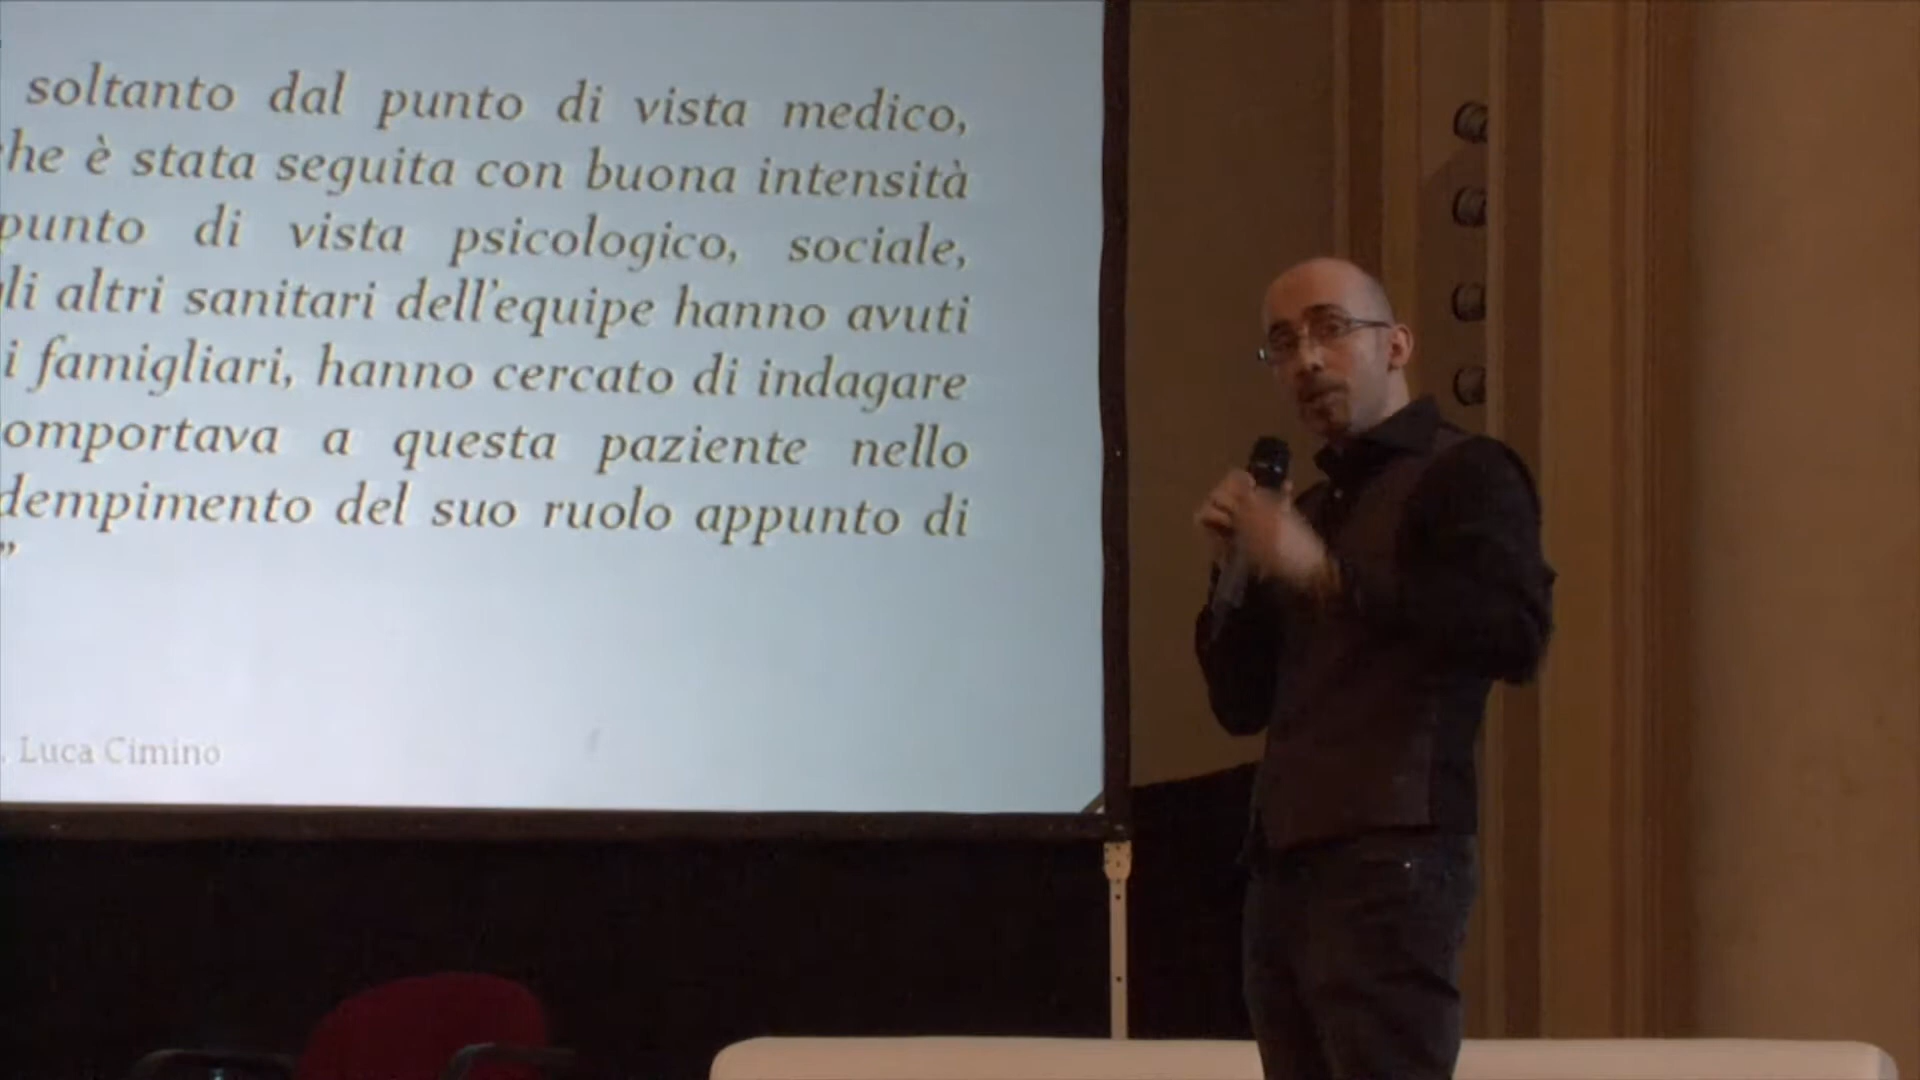 soltanto dal punto di vista medico,
he è stata seguita con buona intensità
punto di vista psicologico, sociale,
li altri sanitari dell'equipe hanno avuti
i famigliari, hanno cercato di indagare
omportava a questa paziente nello
dempimento del suo ruolo appunto di
”
. Luca Cimino